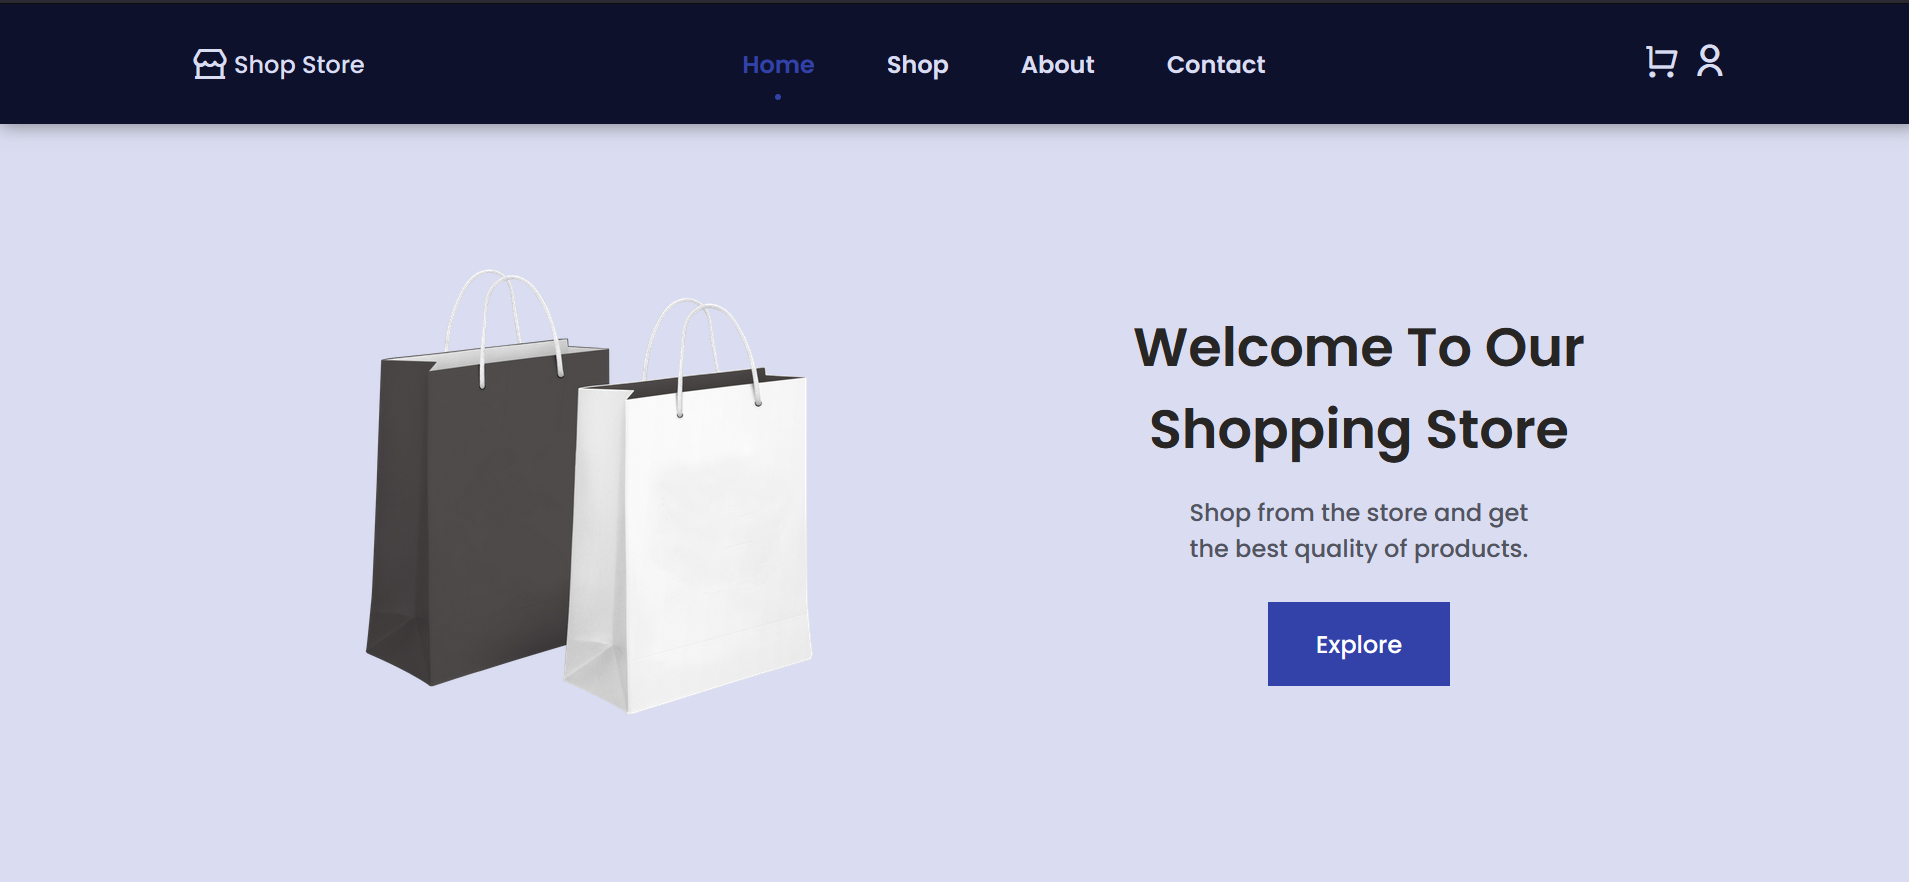 Shop Store
Home
Shop
About
Contact
Welcome To Our
Shopping Store
Shop from the store and get
the best quality of products.
Explore